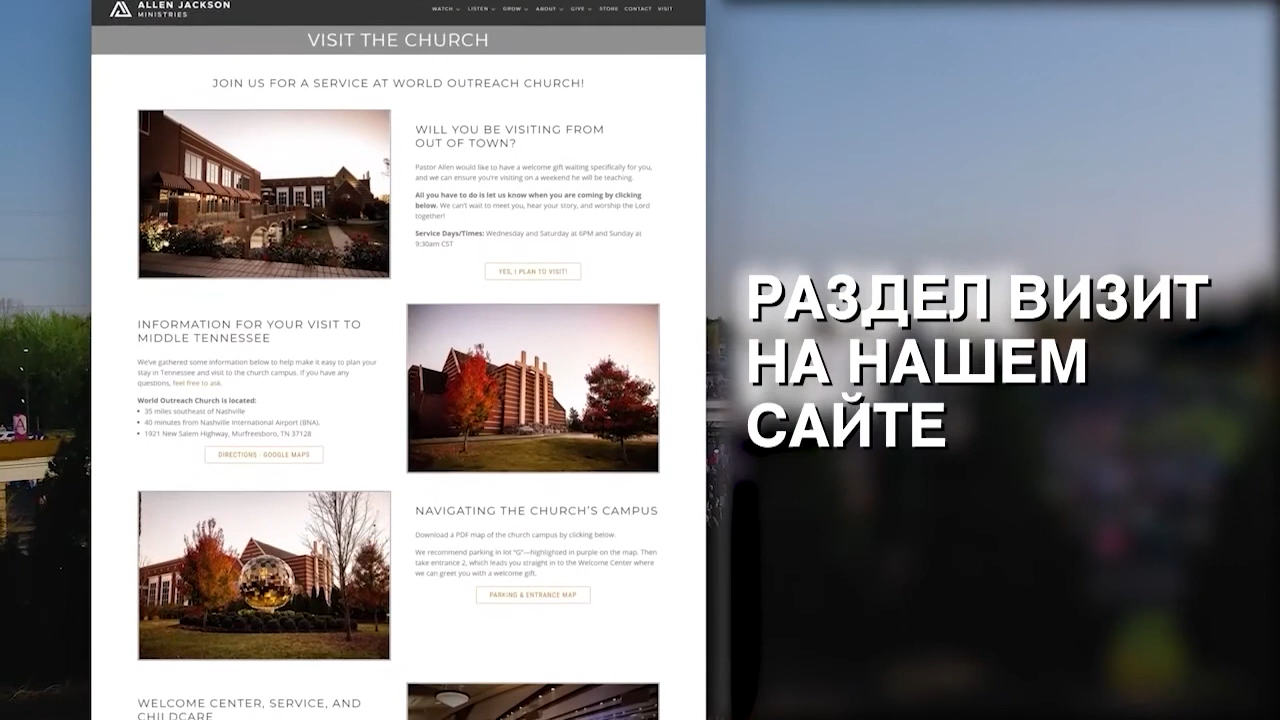 ALLEN JACKSON
MINISTRIES
WATCH LISTEN GROW ABOUT GIVE STORE CONTACT VISIT
VISIT THE CHURCH
JOIN US FOR A SERVICE AT WORLD OUTREACH CHURCH!
WILL YOU BE VISITING FROM
OUT OF TOWN?
Pastor Allen would like to have a welcome gift waiting specifically for you,
and we can ensure you're visiting on a weekend he will be teaching.
All you have to do is let us know when you are coming by clicking
below. We can't wait to meet you, hear your story, and worship the Lord
together!
Service Days/Times: Wednesday and Saturday at 6PM and Sunday at
9:30am CST
YES, I PLAN TO VISIT!
INFORMATION FOR YOUR VISIT TO
MIDDLE TENNESSEE
We've gathered some information below to help make it easy to plan your
stay in Tennessee and visit to the church campus. If you have any
questions, feel free to ask.
World Outreach Church is located:
• 35 miles southeast of Nashville
• 40 minutes from Nashville International Airport (BNA).
• 1921 New Salem Highway, Murfreesboro, TN 37128
DIRECTIONS - GOOGLE MAPS
NAVIGATING THE CHURCH'S CAMPUS
Download a PDF map of the church campus by clicking below.
We recommend parking in lot "G"—highlighted in purple on the map. Then
take entrance 2, which leads you straight in to the Welcome Center where
we can greet you with a welcome gift.
PARKING & ENTRANCE MAP
WELCOME CENTER, SERVICE, AND
CHILDCARE
РАЗДЕЛ ВИЗИТ
НА НАШЕМ
САЙТЕ